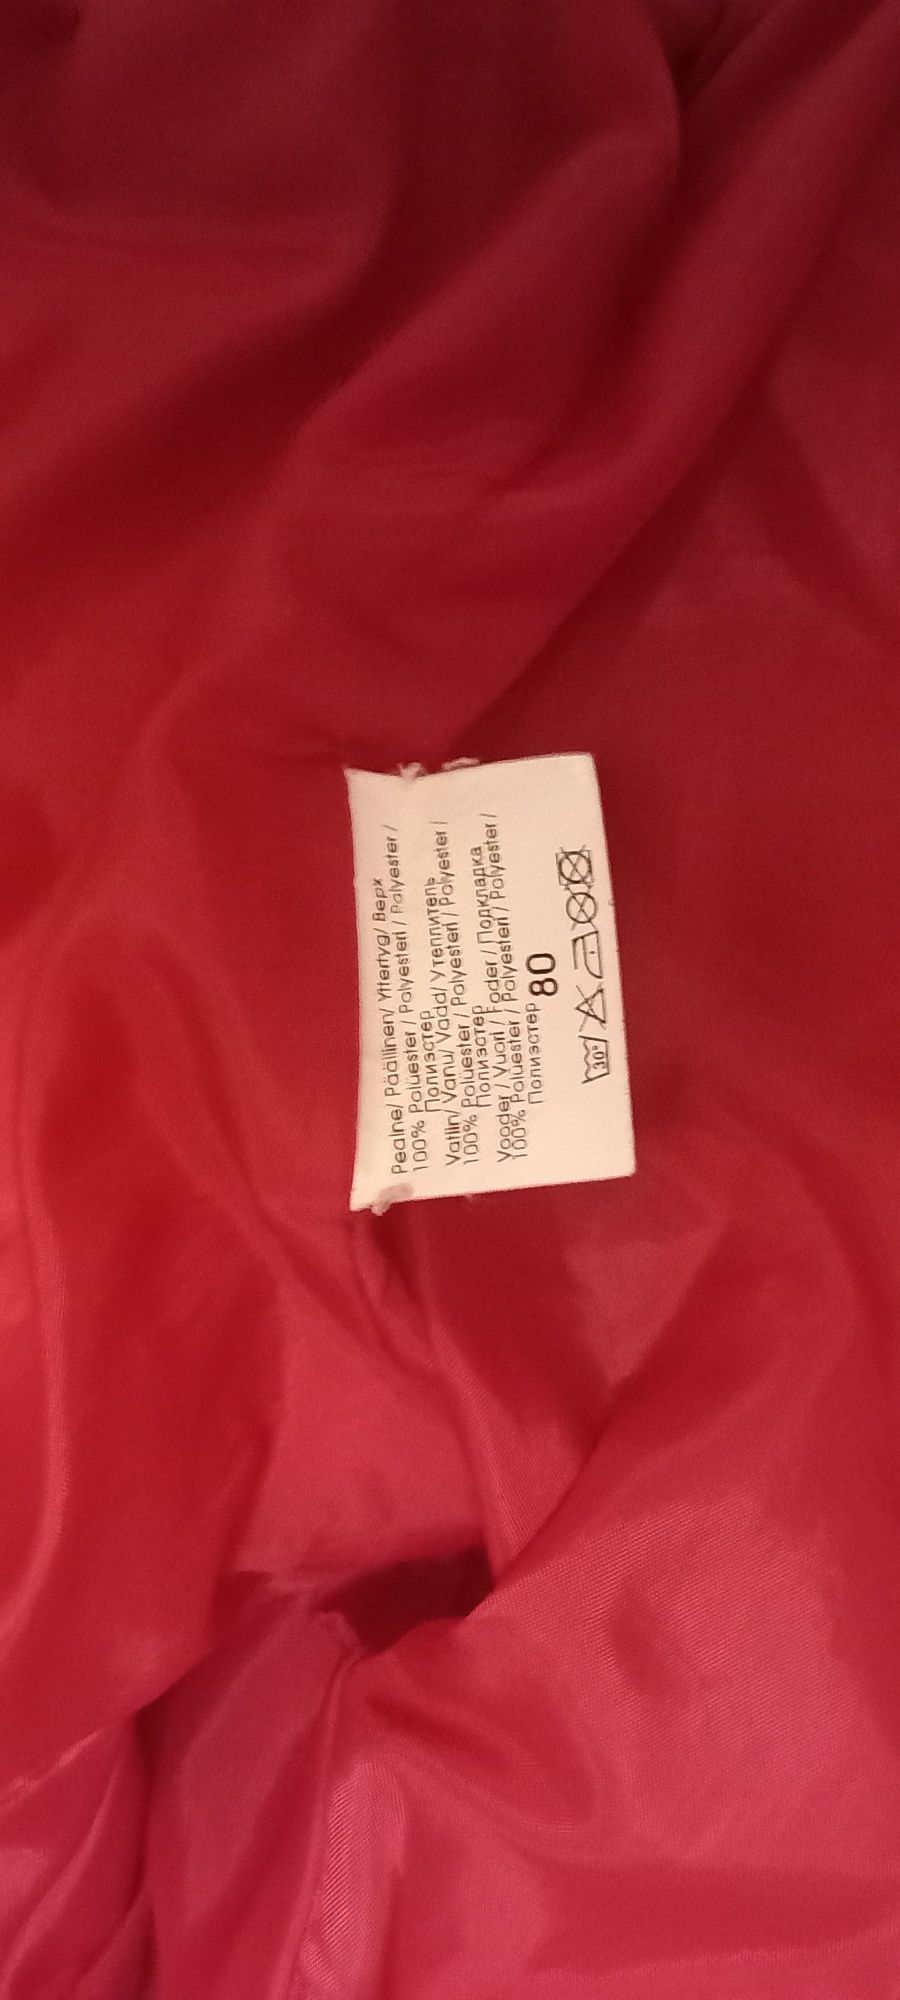 Pealne/ Päällinen/ Yttertyg/ Верх
100% Polüester / Polyesteri / Polyester /
Полиэстер
Vatiin/ Vanu/ Vadd/ Утеплитель
100% Polüester / Polyesteri / Polyester /
Полиэстер
Vooder / Vuori / Foder / Подкладка
100% Polüester / Polyesteri / Polyester /
Полиэстер
80
30°